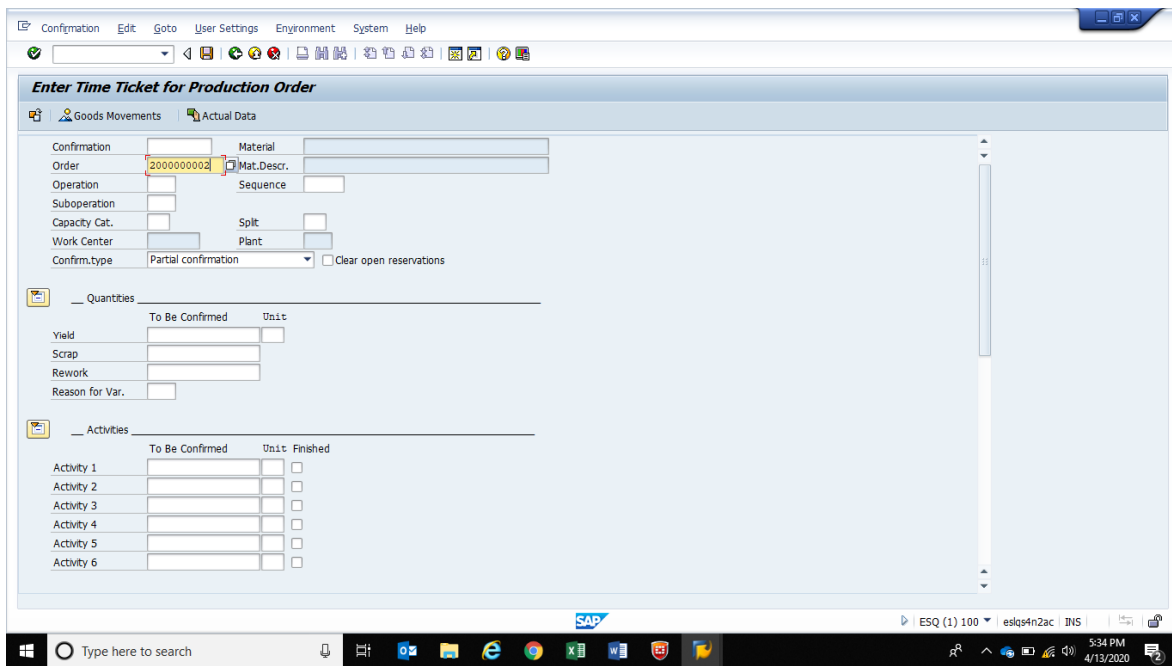 Confirmation Edit Goto User Settings Environment System Help
Enter Time Ticket for Production Order
Goods Movements Actual Data
Confirmation Material
Order 2000000002 Mat.Descr.
Operation Sequence
Suboperation
Capacity Cat. Split
Work Center Plant
Confirm.type Partial confirmation Clear open reservations
Quantities
To Be Confirmed Unit
Yield
Scrap
Rework
Reason for Var.
Activities
To Be Confirmed Unit Finished
Activity 1
Activity 2
Activity 3
Activity 4
Activity 5
Activity 6
SAP
ESQ (1) 100 eslqs4n2ac INS
Type here to search
5:34 PM
4/13/2020